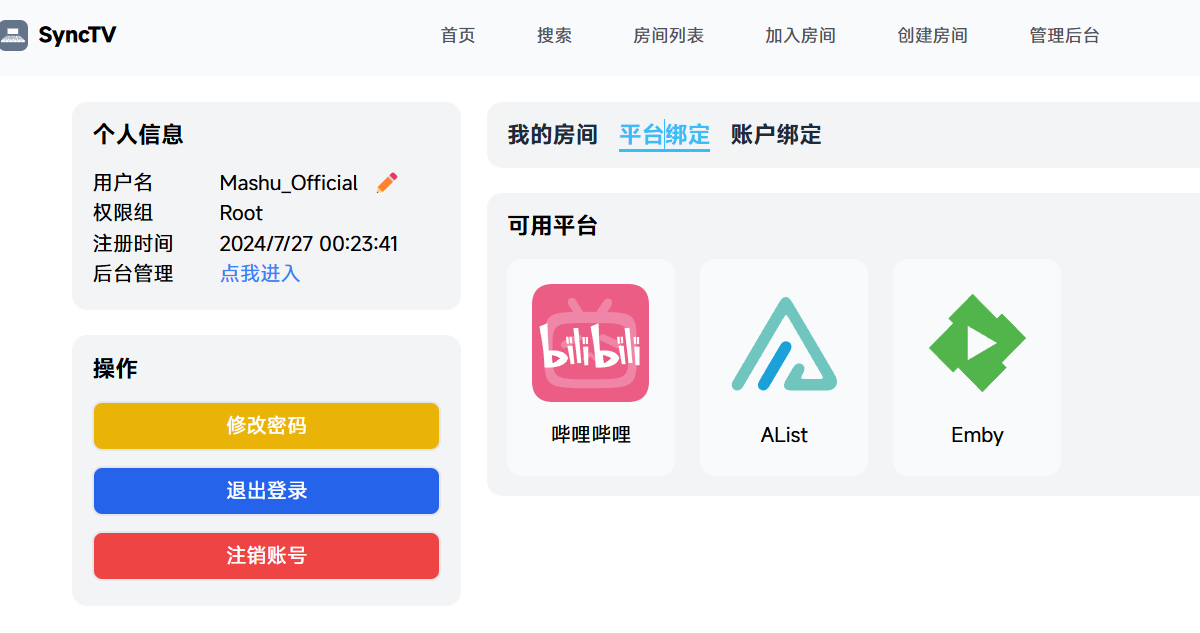 SyncTV 首页 搜索 房间列表 加入房间 创建房间 管理后台
个人信息
用户名 Mashu_Official
权限组 Root
注册时间 2024/7/27 00:23:41
后台管理 点我进入
操作
修改密码
退出登录
注销账号
我的房间 平台绑定 账户绑定
可用平台
bilibili
哔哩哔哩 AList Emby